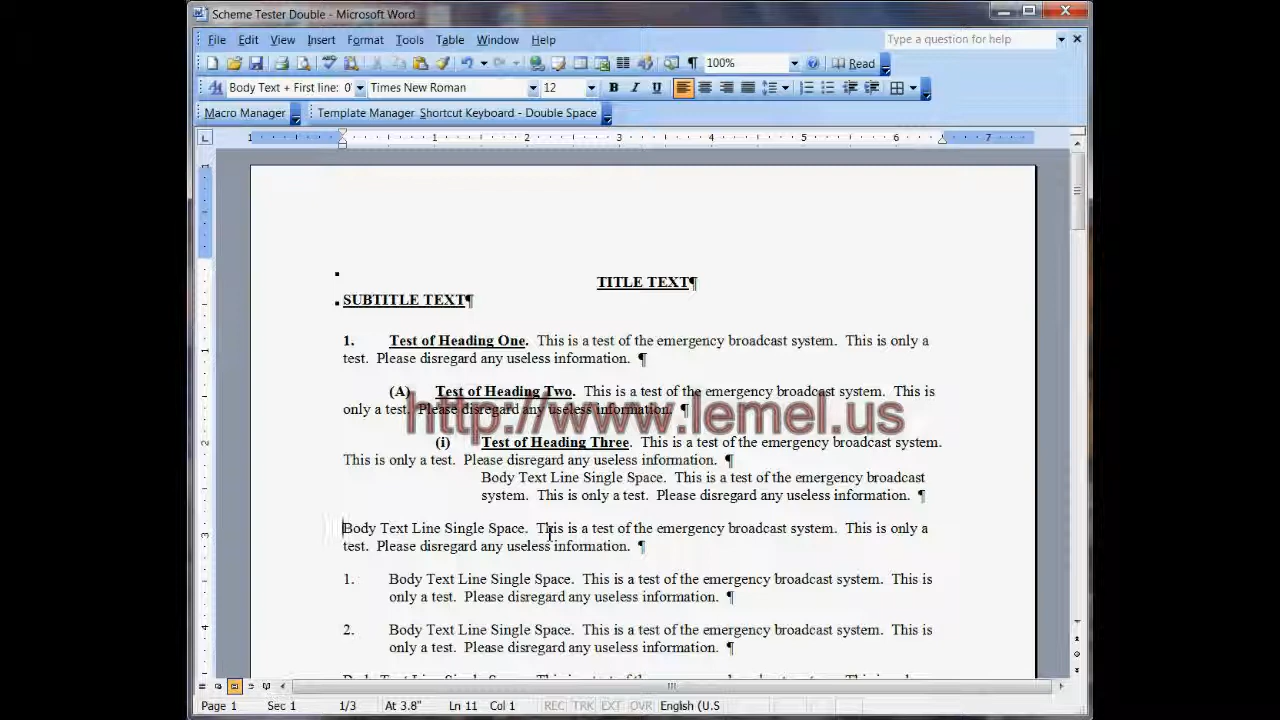 Scheme Tester Double - Microsoft Word
File Edit View Insert Format Tools Table Window Help
Type a question for help
100% Read
Body Text + First line: 0" Times New Roman 12 B I U
Macro Manager Template Manager Shortcut Keyboard - Double Space
1 1 2 3 4 5 6 7
TITLE TEXT¶
SUBTITLE TEXT¶
1. Test of Heading One. This is a test of the emergency broadcast system. This is only a
test. Please disregard any useless information. ¶
(A) Test of Heading Two. This is a test of the emergency broadcast system. This is
only a test. Please disregard any useless information. ¶
http://www.lemel.us
(i) Test of Heading Three. This is a test of the emergency broadcast system.
This is only a test. Please disregard any useless information. ¶
Body Text Line Single Space. This is a test of the emergency broadcast
system. This is only a test. Please disregard any useless information. ¶
Body Text Line Single Space. This is a test of the emergency broadcast system. This is only a
test. Please disregard any useless information. ¶
1. Body Text Line Single Space. This is a test of the emergency broadcast system. This is
only a test. Please disregard any useless information. ¶
2. Body Text Line Single Space. This is a test of the emergency broadcast system. This is
only a test. Please disregard any useless information. ¶
Page 1 Sec 1 1/ At 3.8" Ln 11 Col 1 REC TRK EXT OVR English (U.S